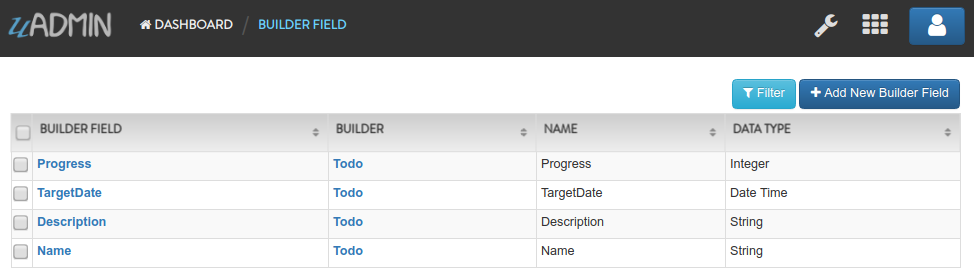 uADMIN DASHBOARD / BUILDER FIELD
Filter + Add New Builder Field
BUILDER FIELD BUILDER NAME DATA TYPE
Progress Todo Progress Integer
TargetDate Todo TargetDate Date Time
Description Todo Description String
Name Todo Name String